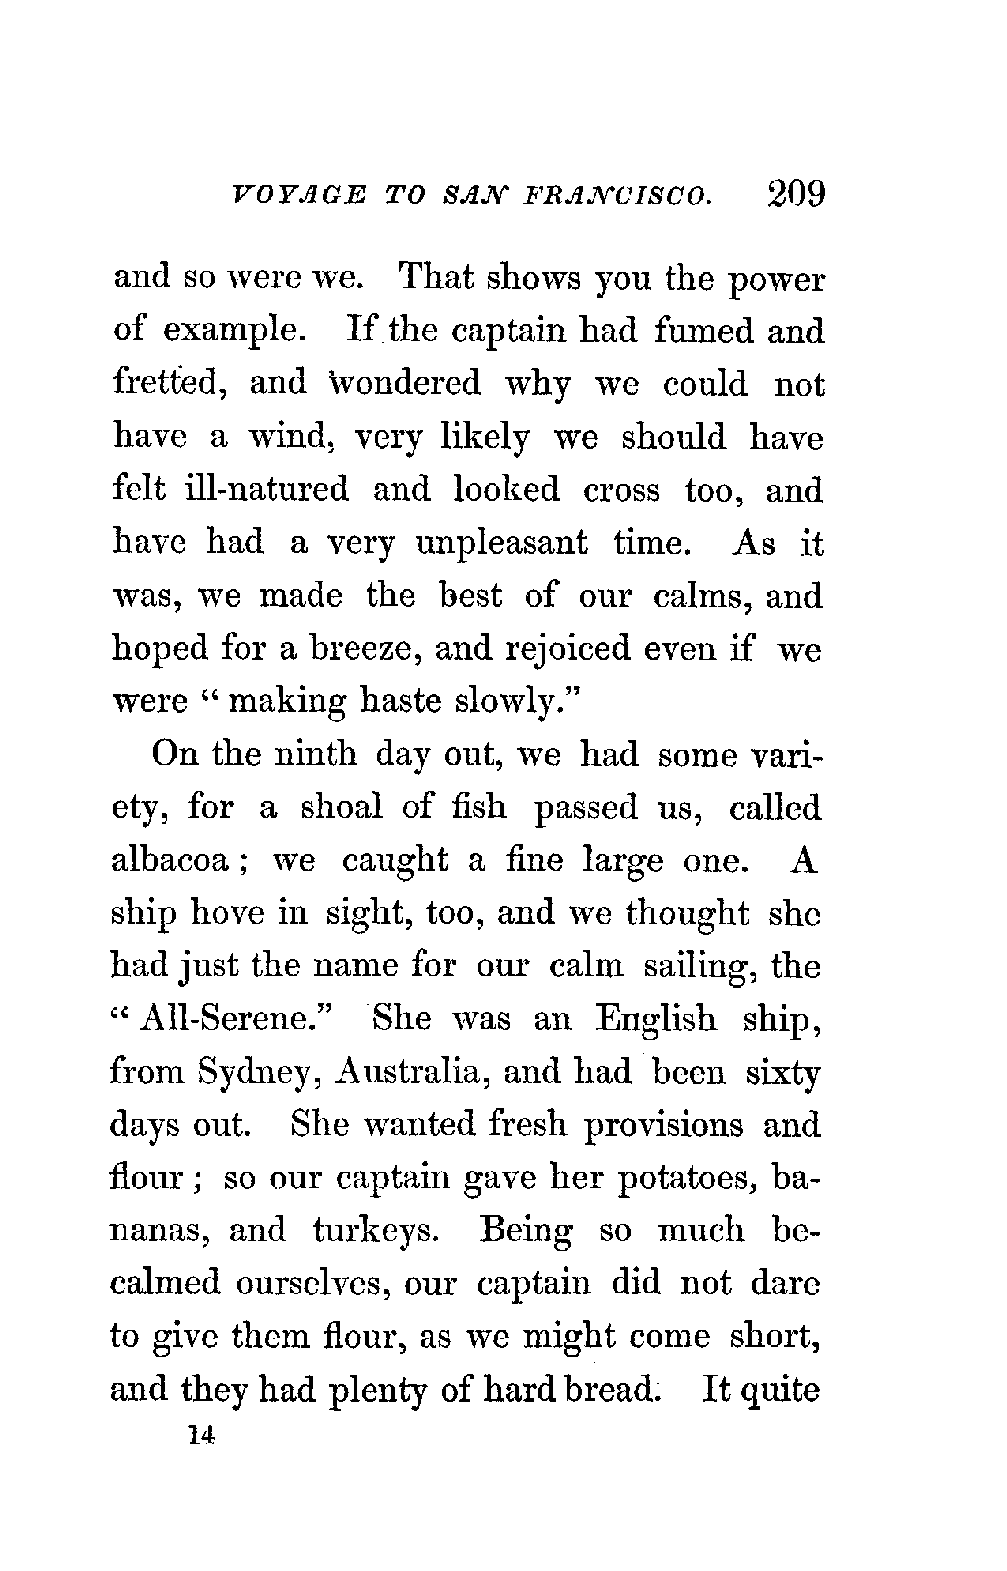 VOYAGE TO SAN FRANCISCO. 209
and so were we. That shows you the power
of example. If the captain had fumed and
fretted, and wondered why we could not
have a wind, very likely we should have
felt ill-natured and looked cross too, and
have had a very unpleasant time. As it
was, we made the best of our calms, and
hoped for a breeze, and rejoiced even if we
were “ making haste slowly.”
On the ninth day out, we had some vari-
ety, for a shoal of fish passed us, called
albacoa ; we caught a fine large one. A
ship hove in sight, too, and we thought she
had just the name for our calm sailing, the
“ All-Serene.” She was an English ship,
from Sydney, Australia, and had been sixty
days out. She wanted fresh provisions and
flour ; so our captain gave her potatoes, ba-
nanas, and turkeys. Being so much be-
calmed ourselves, our captain did not dare
to give them flour, as we might come short,
and they had plenty of hard bread. It quite
14